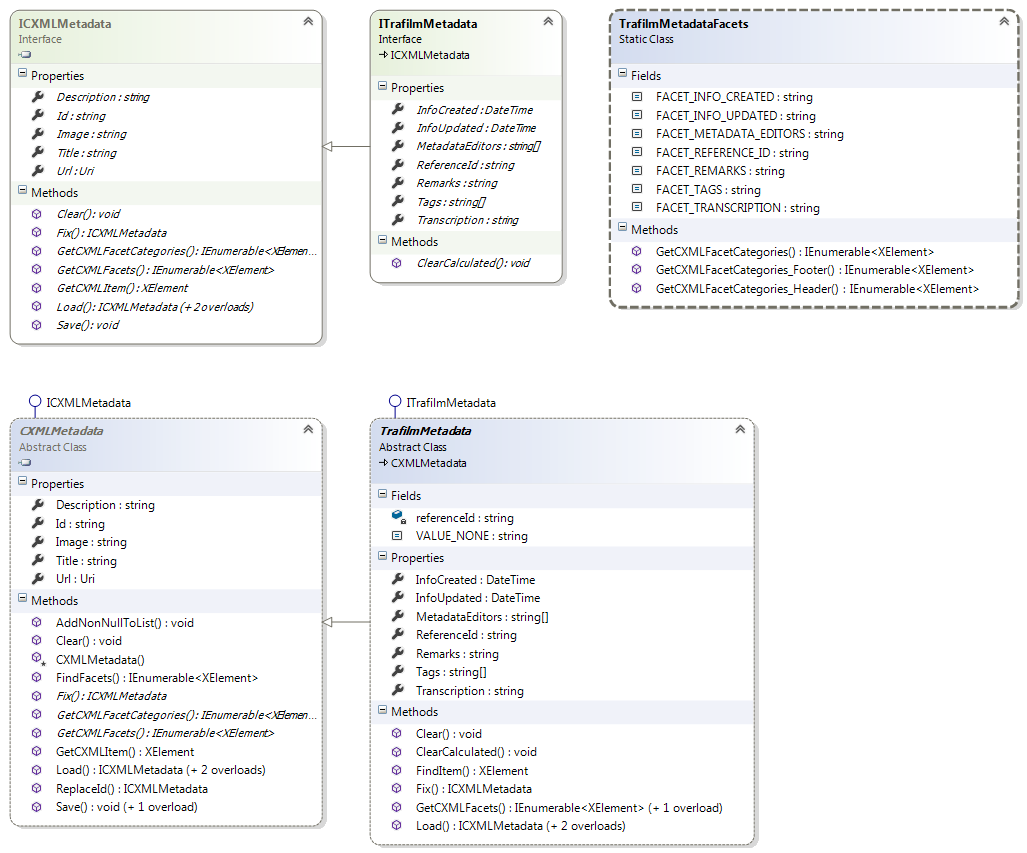 ICXMLMetadata
Interface
Properties
Description : string
Id : string
Image : string
Title : string
Url : Uri
Methods
Clear() : void
Fix() : ICXMLMetadata
GetCXMLFacetCategories() : IEnumerable<XElemen...
GetCXMLFacets() : IEnumerable<XElement>
GetCXMLItem() : XElement
Load() : ICXMLMetadata (+ 2 overloads)
Save() : void
ITrafilmMetadata
Interface
ICXMLMetadata
Properties
InfoCreated : DateTime
InfoUpdated : DateTime
MetadataEditors : string[]
ReferenceId : string
Remarks : string
Tags : string[]
Transcription : string
Methods
ClearCalculated() : void
TrafilmMetadataFacets
Static Class
Fields
FACET_INFO_CREATED : string
FACET_INFO_UPDATED : string
FACET_METADATA_EDITORS : string
FACET_REFERENCE_ID : string
FACET_REMARKS : string
FACET_TAGS : string
FACET_TRANSCRIPTION : string
Methods
GetCXMLFacetCategories() : IEnumerable<XElement>
GetCXMLFacetCategories_Footer() : IEnumerable<XElement>
GetCXMLFacetCategories_Header() : IEnumerable<XElement>
ICXMLMetadata
CXMLMetadata
Abstract Class
Properties
Description : string
Id : string
Image : string
Title : string
Url : Uri
Methods
AddNonNullToList() : void
Clear() : void
CXMLMetadata()
FindFacets() : IEnumerable<XElement>
Fix() : ICXMLMetadata
GetCXMLFacetCategories() : IEnumerable<XElemen...
GetCXMLFacets() : IEnumerable<XElement>
GetCXMLItem() : XElement
Load() : ICXMLMetadata (+ 2 overloads)
ReplaceId() : ICXMLMetadata
Save() : void (+ 1 overload)
ITrafilmMetadata
TrafilmMetadata
Abstract Class
CXMLMetadata
Fields
referenceId : string
VALUE_NONE : string
Properties
InfoCreated : DateTime
InfoUpdated : DateTime
MetadataEditors : string[]
ReferenceId : string
Remarks : string
Tags : string[]
Transcription : string
Methods
Clear() : void
ClearCalculated() : void
FindItem() : XElement
Fix() : ICXMLMetadata
GetCXMLFacets() : IEnumerable<XElement> (+ 1 overload)
Load() : ICXMLMetadata (+ 2 overloads)